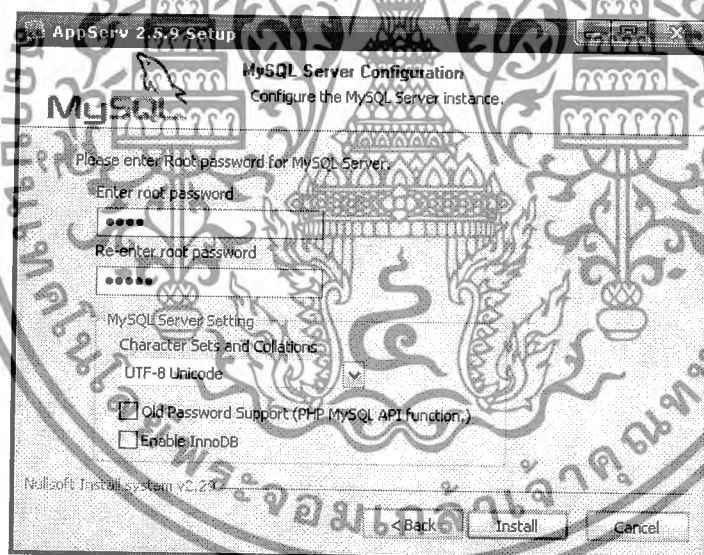 AppServ 2.5.9 Setup
MySQL Server Configuration
Configure the MySQL Server instance.
MySQL
Please enter Root password for MySQL Server.
Enter root password
Re-enter root password
MySQL Server Setting
Character Sets and Collations
UTF-8 Unicode
Old Password Support (PHP MySQL API function.)
Enable InnoDB
Nullsoft Install system v2.29
< Back
Install
Cancel